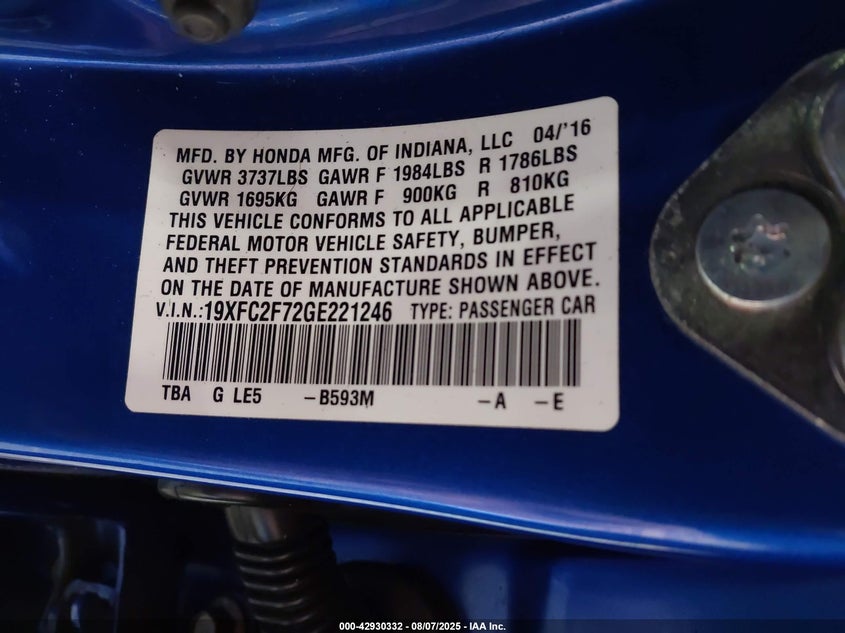 MFD. BY HONDA MFG. OF INDIANA, LLC 04/'16
GVWR 3737LBS GAWR F 1984LBS R 1786LBS
GVWR 1695KG GAWR F 900KG R 810KG
THIS VEHICLE CONFORMS TO ALL APPLICABLE
FEDERAL MOTOR VEHICLE SAFETY, BUMPER,
AND THEFT PREVENTION STANDARDS IN EFFECT
ON THE DATE OF MANUFACTURE SHOWN ABOVE.
V.I.N.:19XFC2F72GE221246 TYPE: PASSENGER CAR
TBA G LE5 –B593M –A –E
000-42930332 — 08/07/2025 — IAA Inc.